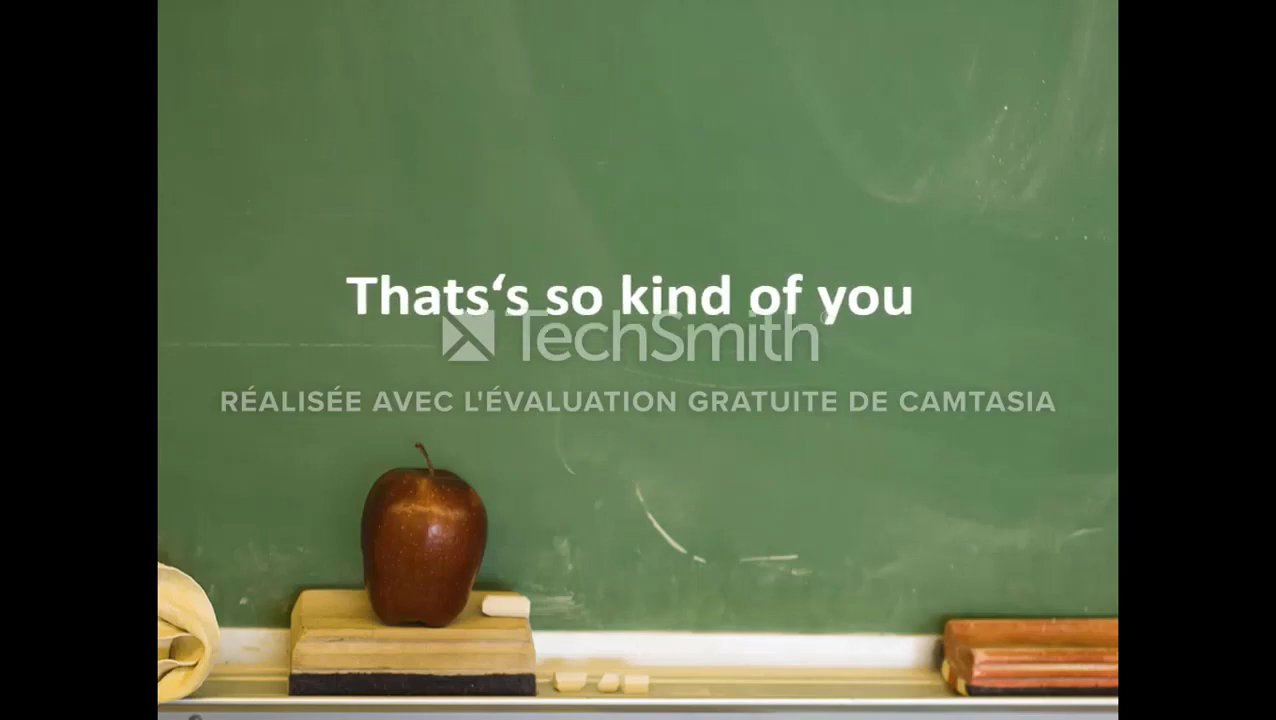 Thats‘s so kind of you
TechSmith
RÉALISÉE AVEC L'ÉVALUATION GRATUITE DE CAMTASIA